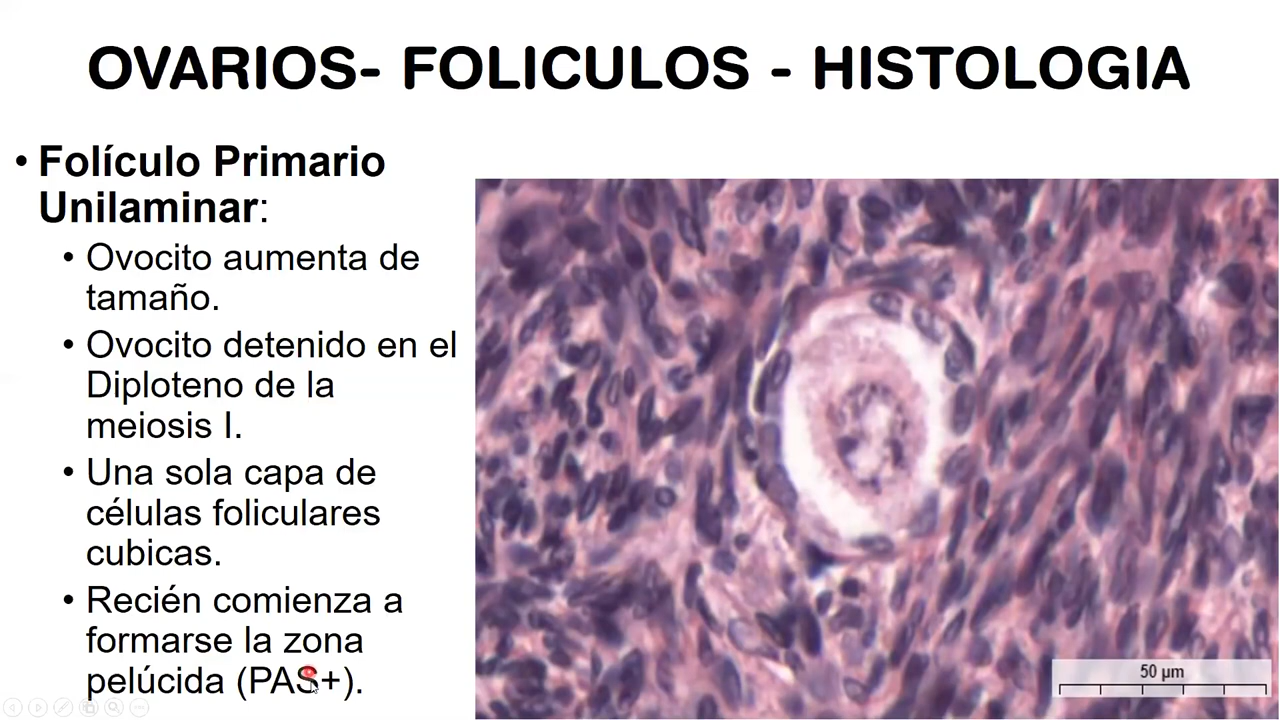 OVARIOS- FOLICULOS - HISTOLOGIA
• Folículo Primario
Unilaminar:
• Ovocito aumenta de
tamaño.
• Ovocito detenido en el
Diploteno de la
meiosis I.
• Una sola capa de
células foliculares
cubicas.
• Recién comienza a
formarse la zona
pelúcida (PAS+).
50 µm